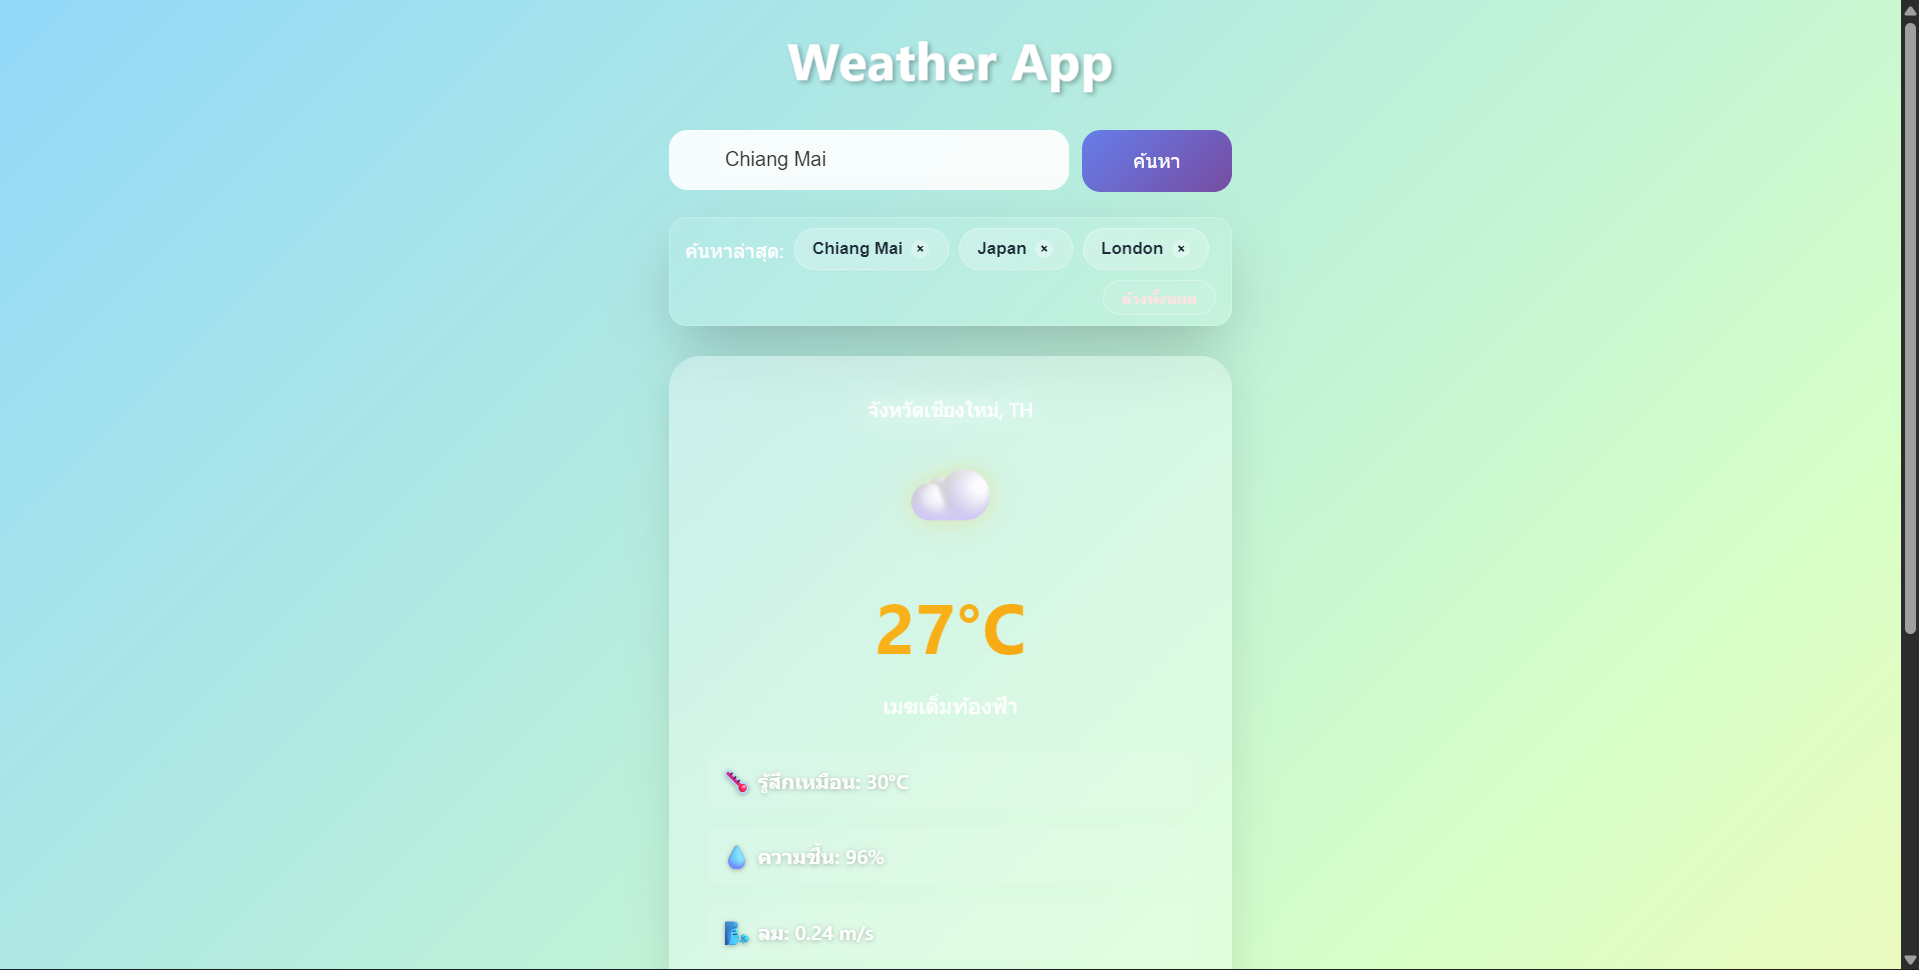 Weather App
Chiang Mai
ค้นหา
ค้นหาล่าสุด: Chiang Mai × Japan × London ×
ล้างทั้งหมด
จังหวัดเชียงใหม่, TH
27°C
เมฆเต็มท้องฟ้า
รู้สึกเหมือน: 30°C
ความชื้น: 96%
ลม: 0.24 m/s